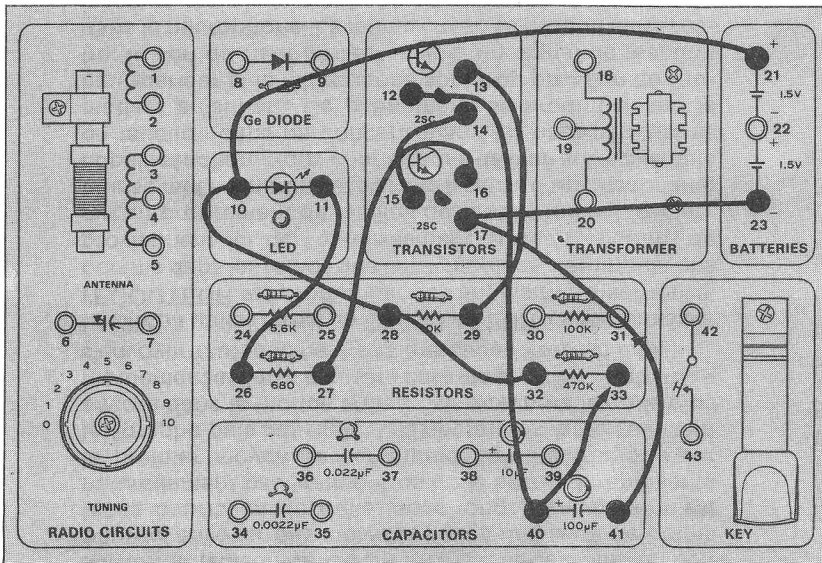 1
2
3
4
5
ANTENNA
6 7
0 1 2 3 4 5 6 7 8 9 10
TUNING
RADIO CIRCUITS
8 9
Ge DIODE
10 11
LED
12 13
2SC 14
15 16
2SC 17
TRANSISTORS
18
19
20
TRANSFORMER
+
21
1.5V
-
22
+
1.5V
23 -
BATTERIES
24 5.6K 25
28 29
30 100K 31
26 680 27
32 470K 33
RESISTORS
36 0.022µF 37
+
38 10µF 39
34 0.0022µF 35
+
40 100µF 41
CAPACITORS
42
43
KEY